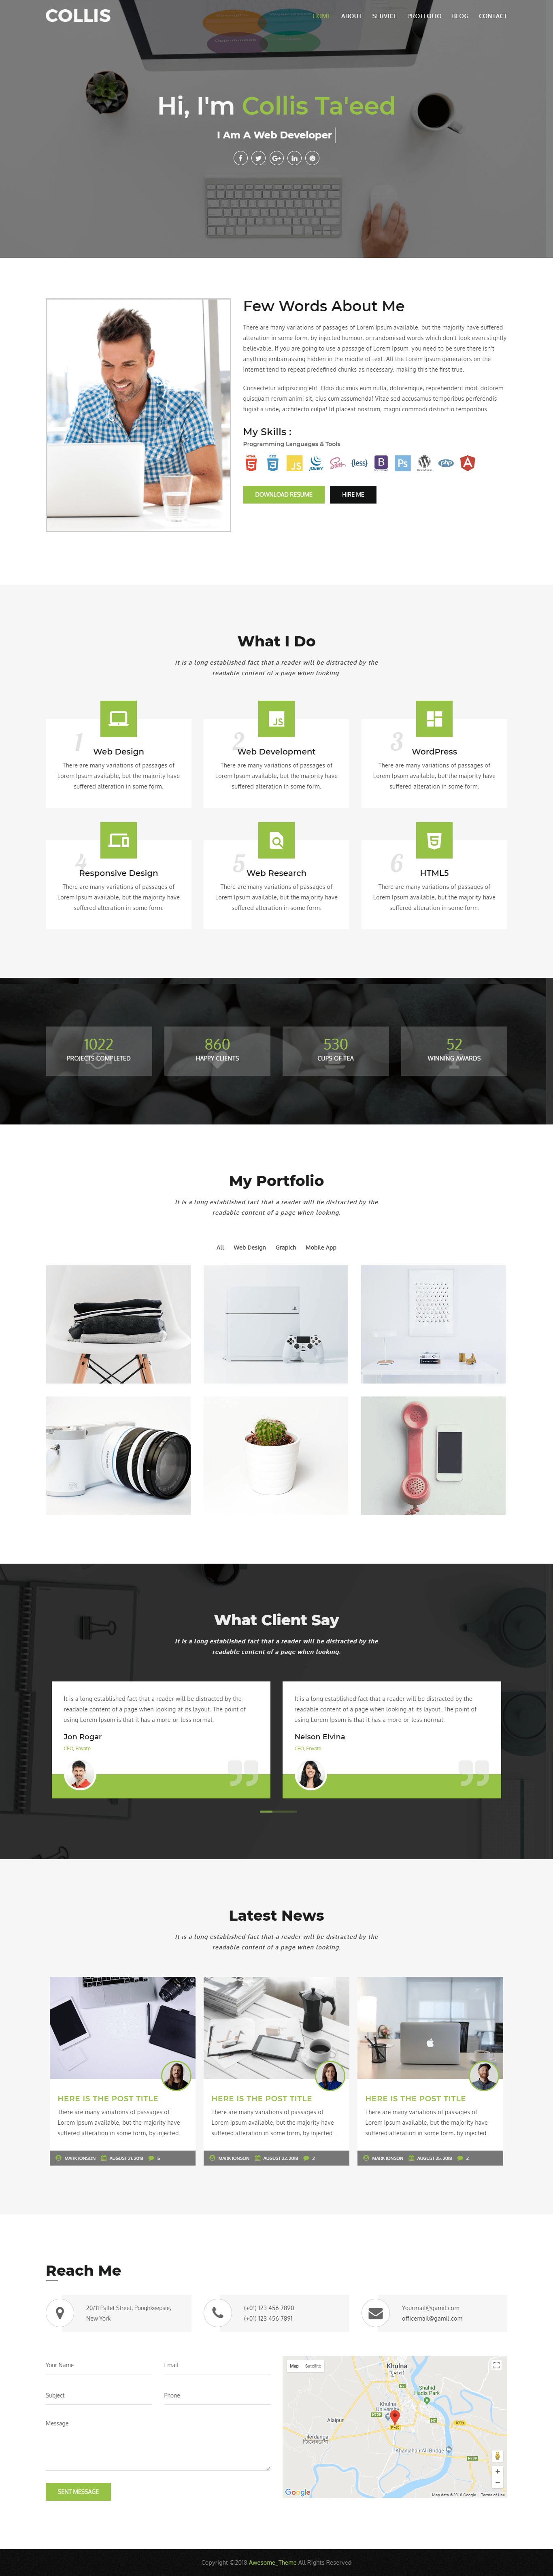 COLLIS
HOME ABOUT SERVICE PROTFOLIO BLOG CONTACT
Hi, I'm Collis Ta'eed
I Am A Web Developer
Few Words About Me
There are many variations of passages of Lorem Ipsum available, but the majority have suffered
alteration in some form, by injected humour, or randomised words which don't look even slightly
believable. If you are going to use a passage of Lorem Ipsum, you need to be sure there isn't
anything embarrassing hidden in the middle of text. All the Lorem Ipsum generators on the
Internet tend to repeat predefined chunks as necessary, making this the first true.
Consectetur adipisicing elit. Odio ducimus eum nulla, doloremque, reprehenderit modi dolorem
quisquam rerum animi sit, eius cum assumenda! Vitae sed accusamus temporibus perferendis
fugiat a unde, architecto culpa! Id placeat nostrum, magni commodi distinctio temporibus.
My Skills :
Programming Languages & Tools
DOWNLOAD RESUME HIRE ME
What I Do
It is a long established fact that a reader will be distracted by the
readable content of a page when looking.
1 Web Design
There are many variations of passages of
Lorem Ipsum available, but the majority have
suffered alteration in some form.
2 Web Development
There are many variations of passages of
Lorem Ipsum available, but the majority have
suffered alteration in some form.
3 WordPress
There are many variations of passages of
Lorem Ipsum available, but the majority have
suffered alteration in some form.
4 Responsive Design
There are many variations of passages of
Lorem Ipsum available, but the majority have
suffered alteration in some form.
5 Web Research
There are many variations of passages of
Lorem Ipsum available, but the majority have
suffered alteration in some form.
6 HTML5
There are many variations of passages of
Lorem Ipsum available, but the majority have
suffered alteration in some form.
1022
PROJECTS COMPLETED
860
HAPPY CLIENTS
530
CUPS OF TEA
52
WINNING AWARDS
My Portfolio
It is a long established fact that a reader will be distracted by the
readable content of a page when looking.
All Web Design Grapich Mobile App
What Client Say
It is a long established fact that a reader will be distracted by the
readable content of a page when looking.
It is a long established fact that a reader will be distracted by the
readable content of a page when looking at its layout. The point of
using Lorem Ipsum is that it has a more-or-less normal.
Jon Rogar
CEO, Envato
It is a long established fact that a reader will be distracted by the
readable content of a page when looking at its layout. The point of
using Lorem Ipsum is that it has a more-or-less normal.
Nelson Elvina
CEO, Envato
Latest News
It is a long established fact that a reader will be distracted by the
readable content of a page when looking.
HERE IS THE POST TITLE
There are many variations of passages of
Lorem Ipsum available, but the majority have
suffered alteration in some form, by injected.
MARK JONSON AUGUST 21, 2018 5
HERE IS THE POST TITLE
There are many variations of passages of
Lorem Ipsum available, but the majority have
suffered alteration in some form, by injected.
MARK JONSON AUGUST 22, 2018 2
HERE IS THE POST TITLE
There are many variations of passages of
Lorem Ipsum available, but the majority have
suffered alteration in some form, by injected.
MARK JONSON AUGUST 25, 2018 2
Reach Me
20/11 Pallet Street, Poughkeepsie,
New York
(+01) 123 456 7890
(+01) 123 456 7891
Yourmail@gamil.com
officemail@gamil.com
Your Name Email
Subject Phone
Message
SENT MESSAGE
Map Satellite
Khulna
Shahid
Hadis Park
Khulna
University
Alaipur
Khanjahan Ali Bridge
Google
Map data ©2018 Google Terms of Use
Copyright ©2018 Awesome_Theme All Rights Reserved